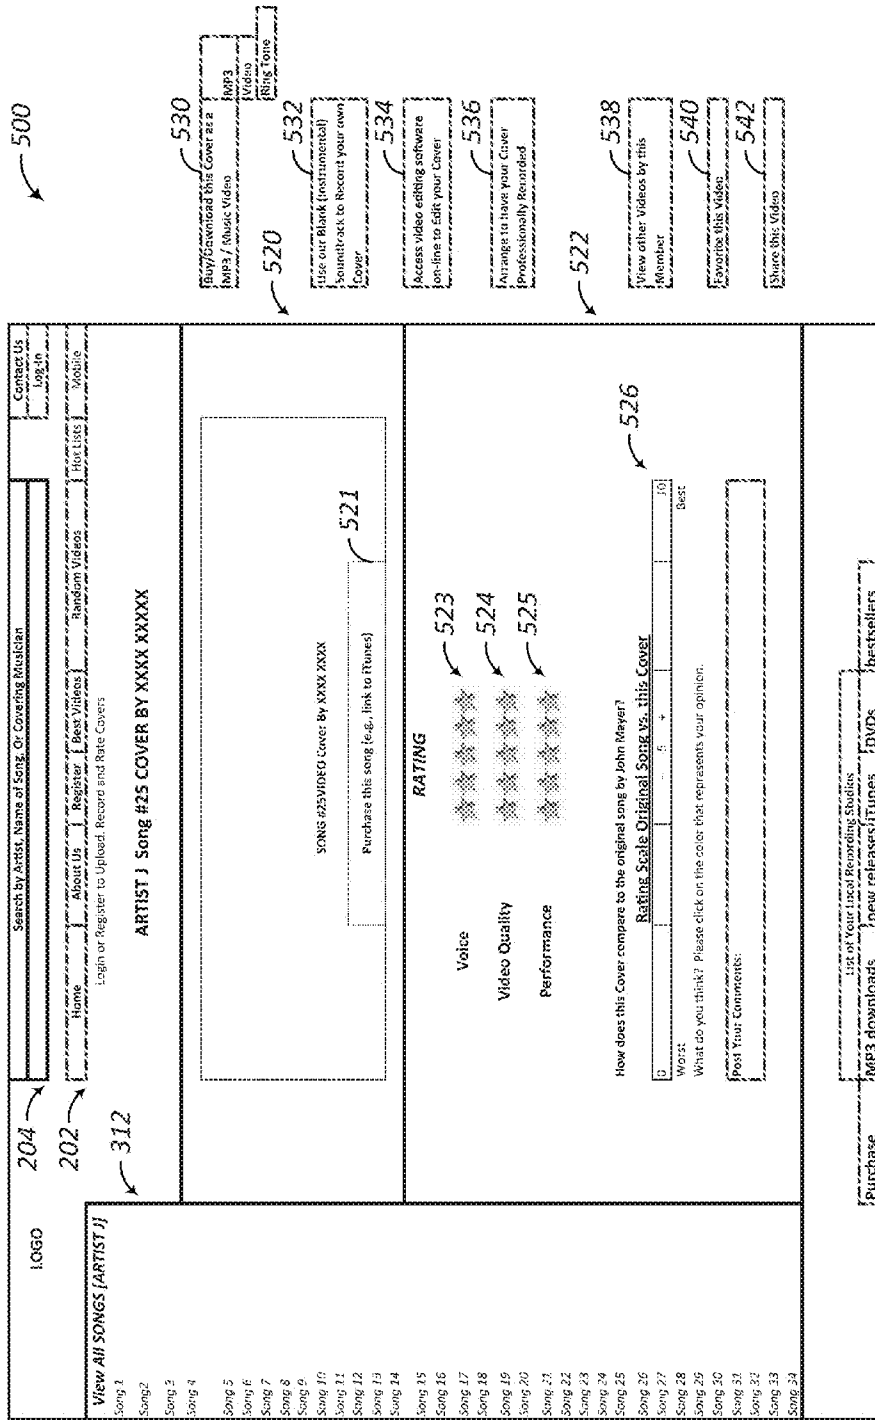 500
LOGO
204
Search by Artist, Name of Song, Or Covering Musician
Contact Us
Log-In
202
Home
About Us
Register
Best Videos
Random Videos
Hot Lists
Mobile
Login or Register to Upload, Record and Rate Covers
312
View All SONGS [ARTIST J]
Song 1
Song2
Song 3
Song 4
Song 5
Song 6
Song 7
Song 8
Song 9
Song 10
Song 11
Song 12
Song 13
Song 14
Song 15
Song 16
Song 17
Song 18
Song 19
Song 20
Song 21
Song 22
Song 23
Song 24
Song 25
Song 26
Song 27
Song 28
Song 29
Song 30
Song 31
Song 32
Song 33
Song 34
ARTIST J Song #25 COVER BY XXXX XXXXX
520
SONG #25VIDEO Cover By XXXX XXXX
521
Purchase this song (e.g., link to iTunes)
522
RATING
Voice
523
Video Quality
524
Performance
525
How does this Cover compare to the original song by John Mayer?
Rating Scale Original Song vs. this Cover
526
0
- 5 +
10
Worst
Best
What do you think? Please click on the color that represents your opinion.
Post Your Comments:
530
Buy/Download this Cover as a
MP3 / Music Video
MP3
Video
Ring Tone
532
Use our Blank (Instrumental)
Soundtrack to Record your own
Cover
534
Access video editing software
on-line to Edit your Cover
536
Arrange to have your Cover
Professionally Recorded
538
View other Videos by this
Member
540
Favorite this Video
542
Share this Video
List of Your Local Recording Studios
Purchase
MP3 downloads
new releases
iTunes
DVDs
bestsellers